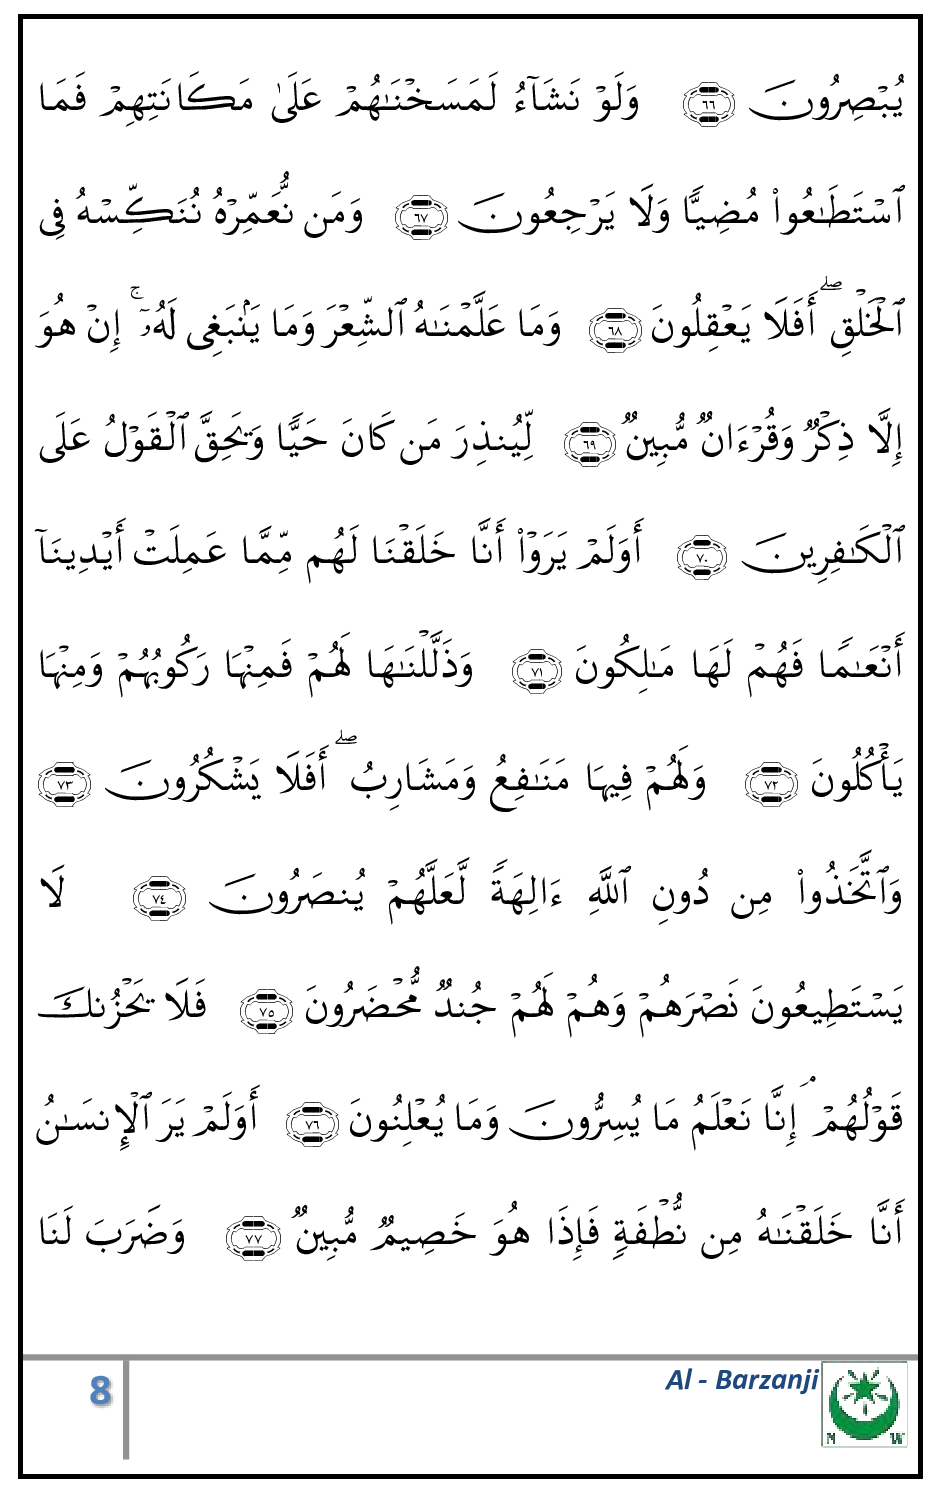 يُبْصِرُونَ ﴿٦٦﴾ وَلَوْ نَشَآءُ لَمَسَخْنَـٰهُمْ عَلَىٰ مَكَانَتِهِمْ فَمَا
ٱسْتَطَـٰعُوا۟ مُضِيًّا وَلَا يَرْجِعُونَ ﴿٦٧﴾ وَمَن نُّعَمِّرْهُ نُنَكِّسْهُ فِى
ٱلْخَلْقِ ۖ أَفَلَا يَعْقِلُونَ ﴿٦٨﴾ وَمَا عَلَّمْنَـٰهُ ٱلشِّعْرَ وَمَا يَنۢبَغِى لَهُۥٓ ۚ إِنْ هُوَ
إِلَّا ذِكْرٌ وَقُرْءَانٌ مُّبِينٌ ﴿٦٩﴾ لِّيُنذِرَ مَن كَانَ حَيًّا وَيَحِقَّ ٱلْقَوْلُ عَلَى
ٱلْكَـٰفِرِينَ ﴿٧٠﴾ أَوَلَمْ يَرَوْا۟ أَنَّا خَلَقْنَا لَهُم مِّمَّا عَمِلَتْ أَيْدِينَآ
أَنْعَـٰمًا فَهُمْ لَهَا مَـٰلِكُونَ ﴿٧١﴾ وَذَلَّلْنَـٰهَا لَهُمْ فَمِنْهَا رَكُوبُهُمْ وَمِنْهَا
يَأْكُلُونَ ﴿٧٢﴾ وَلَهُمْ فِيهَا مَنَـٰفِعُ وَمَشَارِبُ ۖ أَفَلَا يَشْكُرُونَ ﴿٧٣﴾
وَٱتَّخَذُوا۟ مِن دُونِ ٱللَّهِ ءَالِهَةً لَّعَلَّهُمْ يُنصَرُونَ ﴿٧٤﴾ لَا
يَسْتَطِيعُونَ نَصْرَهُمْ وَهُمْ لَهُمْ جُندٌ مُّحْضَرُونَ ﴿٧٥﴾ فَلَا يَحْزُنكَ
قَوْلُهُمْ ۘ إِنَّا نَعْلَمُ مَا يُسِرُّونَ وَمَا يُعْلِنُونَ ﴿٧٦﴾ أَوَلَمْ يَرَ ٱلْإِنسَـٰنُ
أَنَّا خَلَقْنَـٰهُ مِن نُّطْفَةٍ فَإِذَا هُوَ خَصِيمٌ مُّبِينٌ ﴿٧٧﴾ وَضَرَبَ لَنَا
8
Al - Barzanji
N W